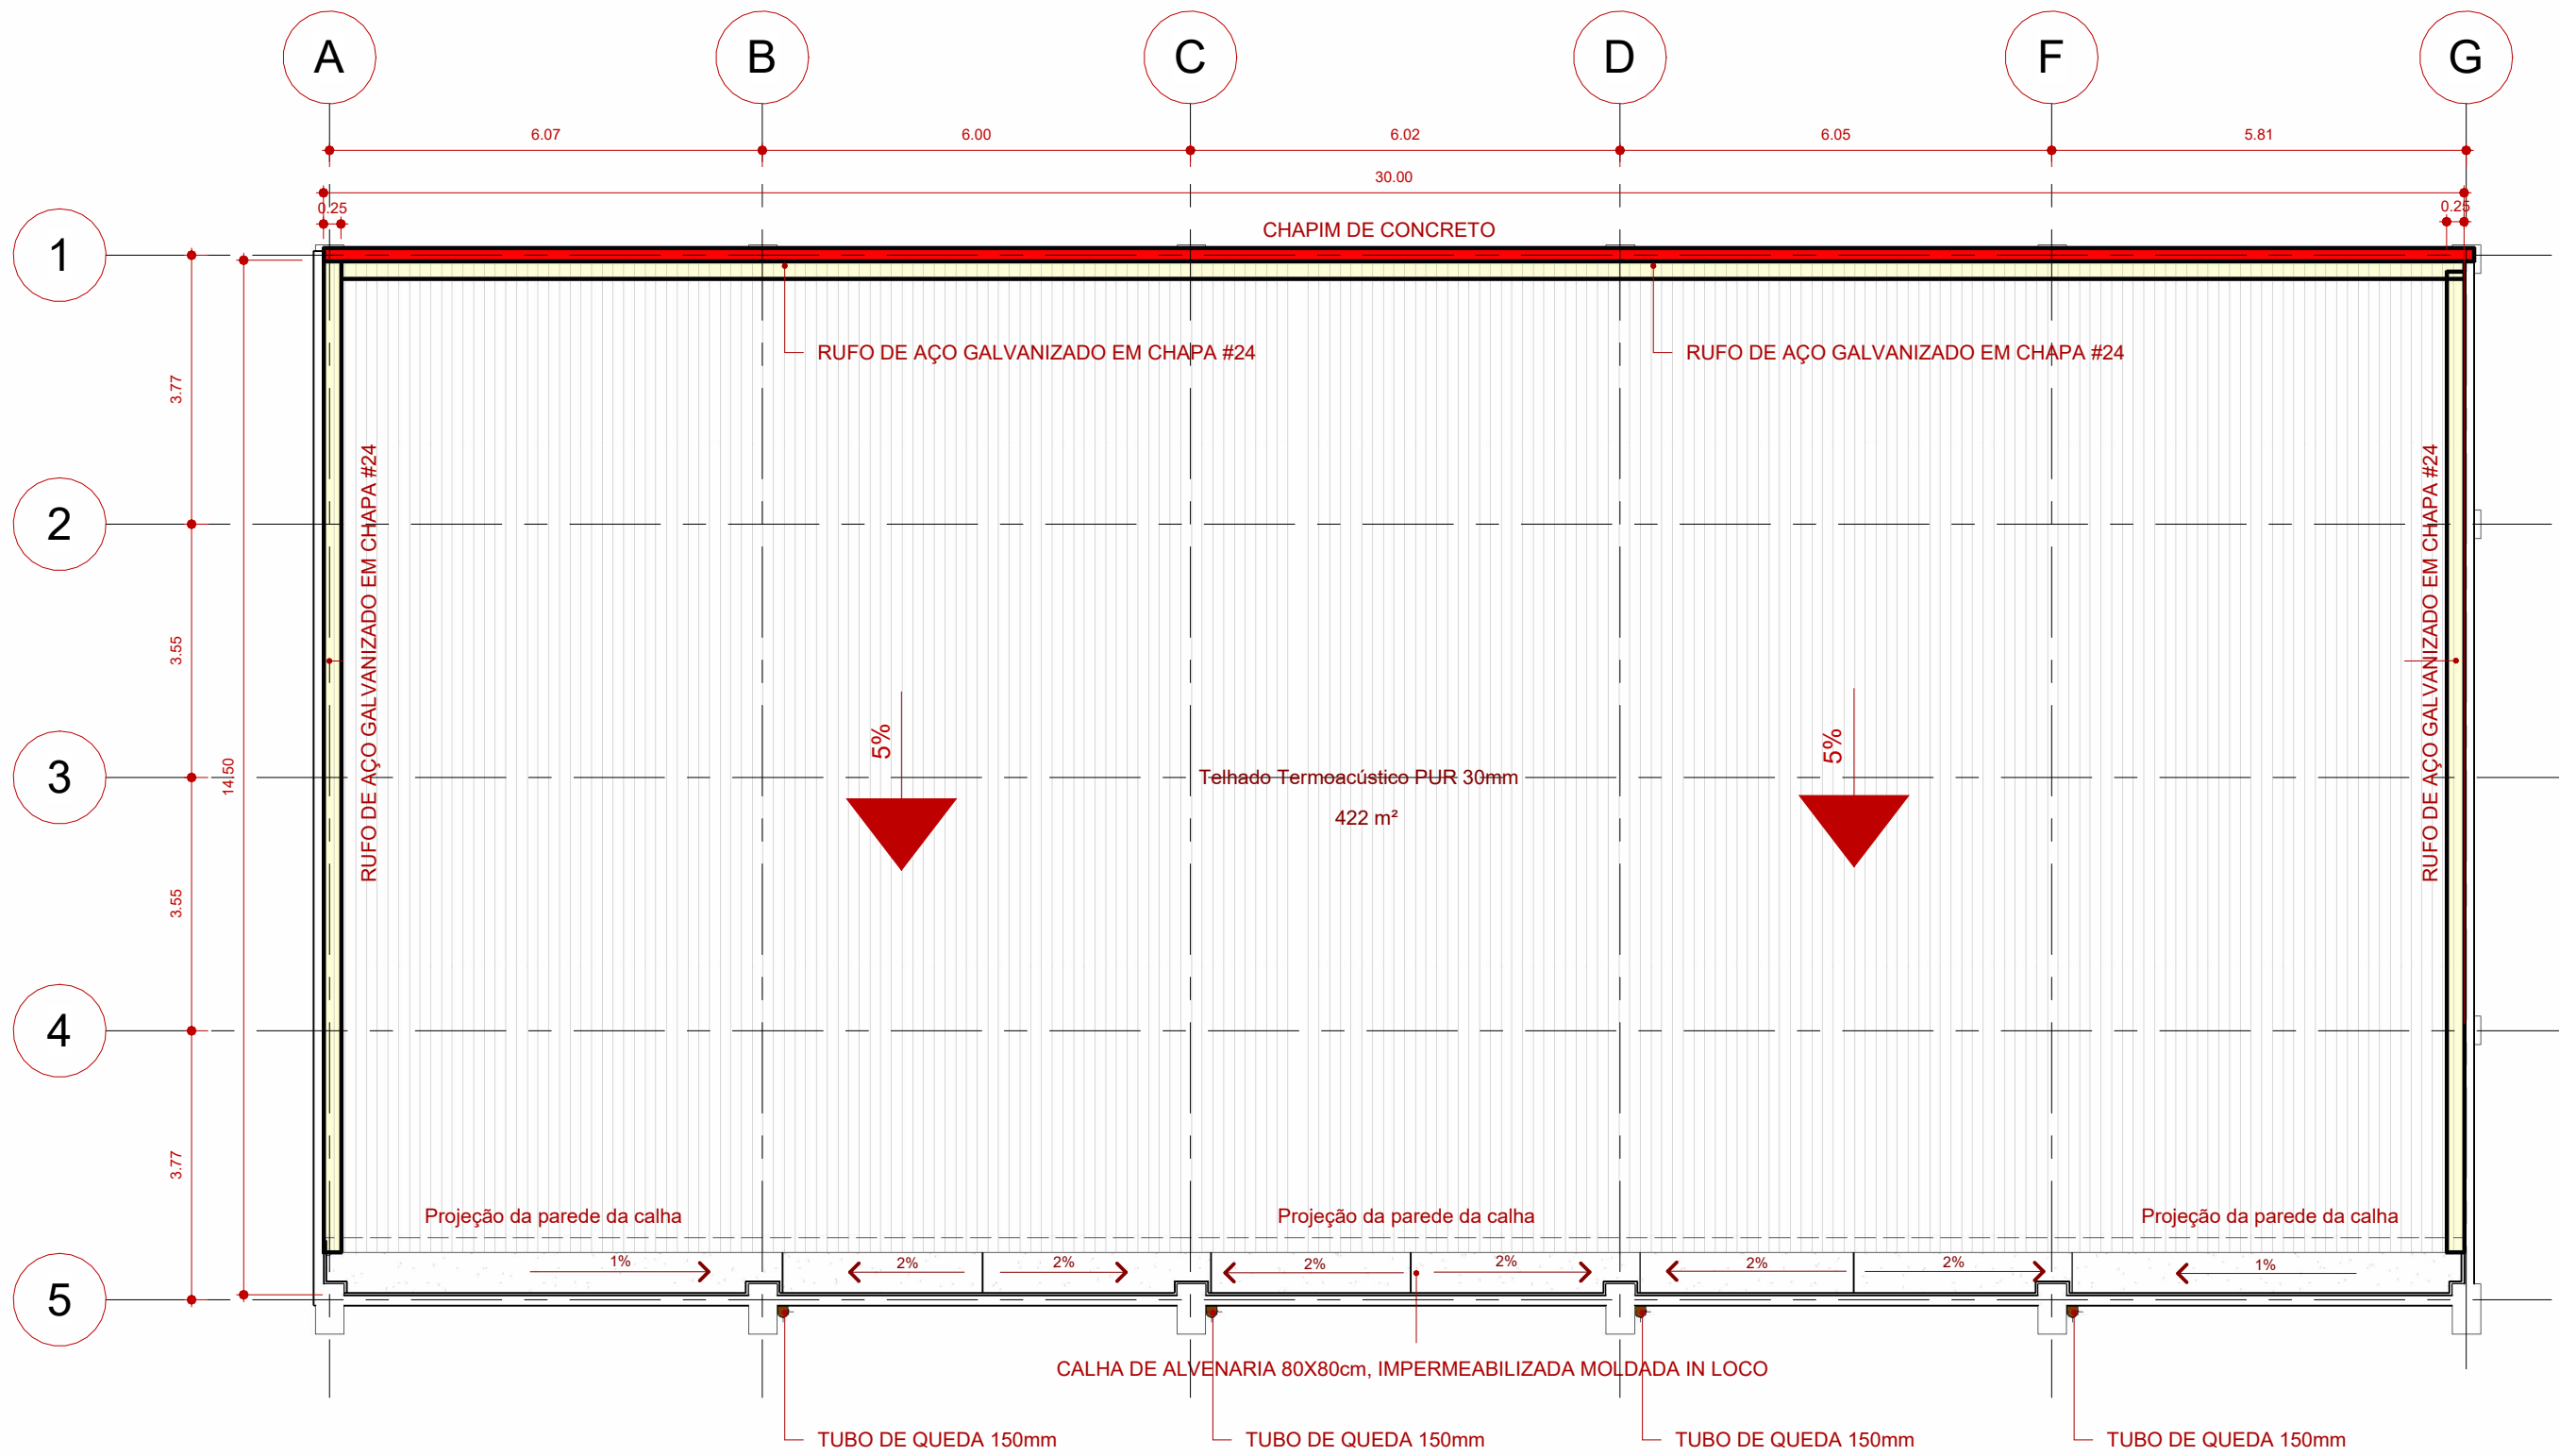 A
B
C
D
F
G
6.07
6.00
6.02
6.05
5.81
30.00
0.25
0.25
CHAPIM DE CONCRETO
1
RUFO DE AÇO GALVANIZADO EM CHAPA #24
RUFO DE AÇO GALVANIZADO EM CHAPA #24
3.77
RUFO DE AÇO GALVANIZADO EM CHAPA #24
RUFO DE AÇO GALVANIZADO EM CHAPA #24
2
3.55
5%
5%
3
14.50
Telhado Termoacústico PUR 30mm
422 m²
3.55
4
3.77
Projeção da parede da calha
Projeção da parede da calha
Projeção da parede da calha
1%
2%
2%
2%
2%
2%
2%
1%
5
CALHA DE ALVENARIA 80X80cm, IMPERMEABILIZADA MOLDADA IN LOCO
TUBO DE QUEDA 150mm
TUBO DE QUEDA 150mm
TUBO DE QUEDA 150mm
TUBO DE QUEDA 150mm